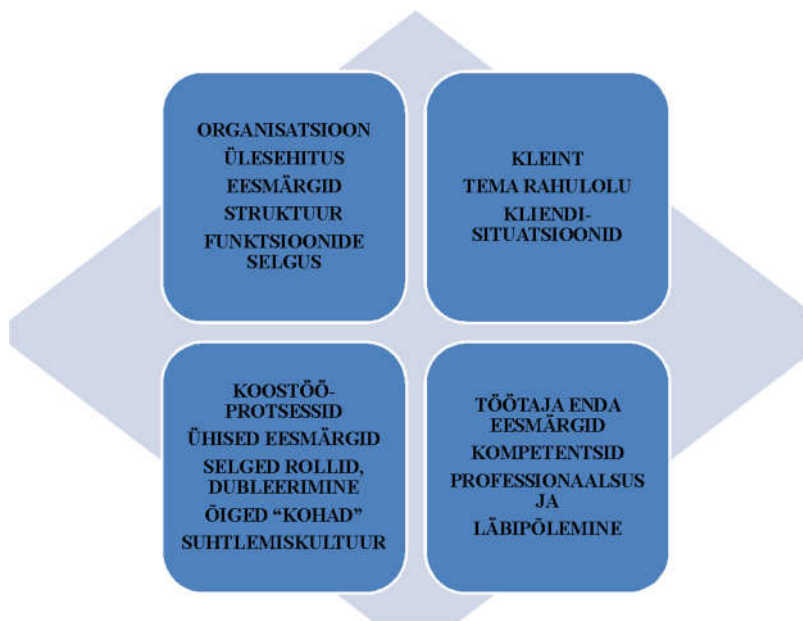 ORGANISATSIOON
ÜLESEHITUS
EESMÄRGID
STRUKTUUR
FUNKTSIOONIDE
SELGUS
KLEINT
TEMA RAHULOLU
KLIENDI-
SITUATSIOONID
KOOSTÖÖ-
PROTSESSID
ÜHISED EESMÄRGID
SELGED ROLLID,
DUBLEERIMINE
ÕIGED “KOHAD”
SUHTLEMISKULTUUR
TÖÖTAJA ENDA
EESMÄRGID
KOMPETENTSID
PROFESSIONAALSUS
JA
LÄBIPÕLEMINE